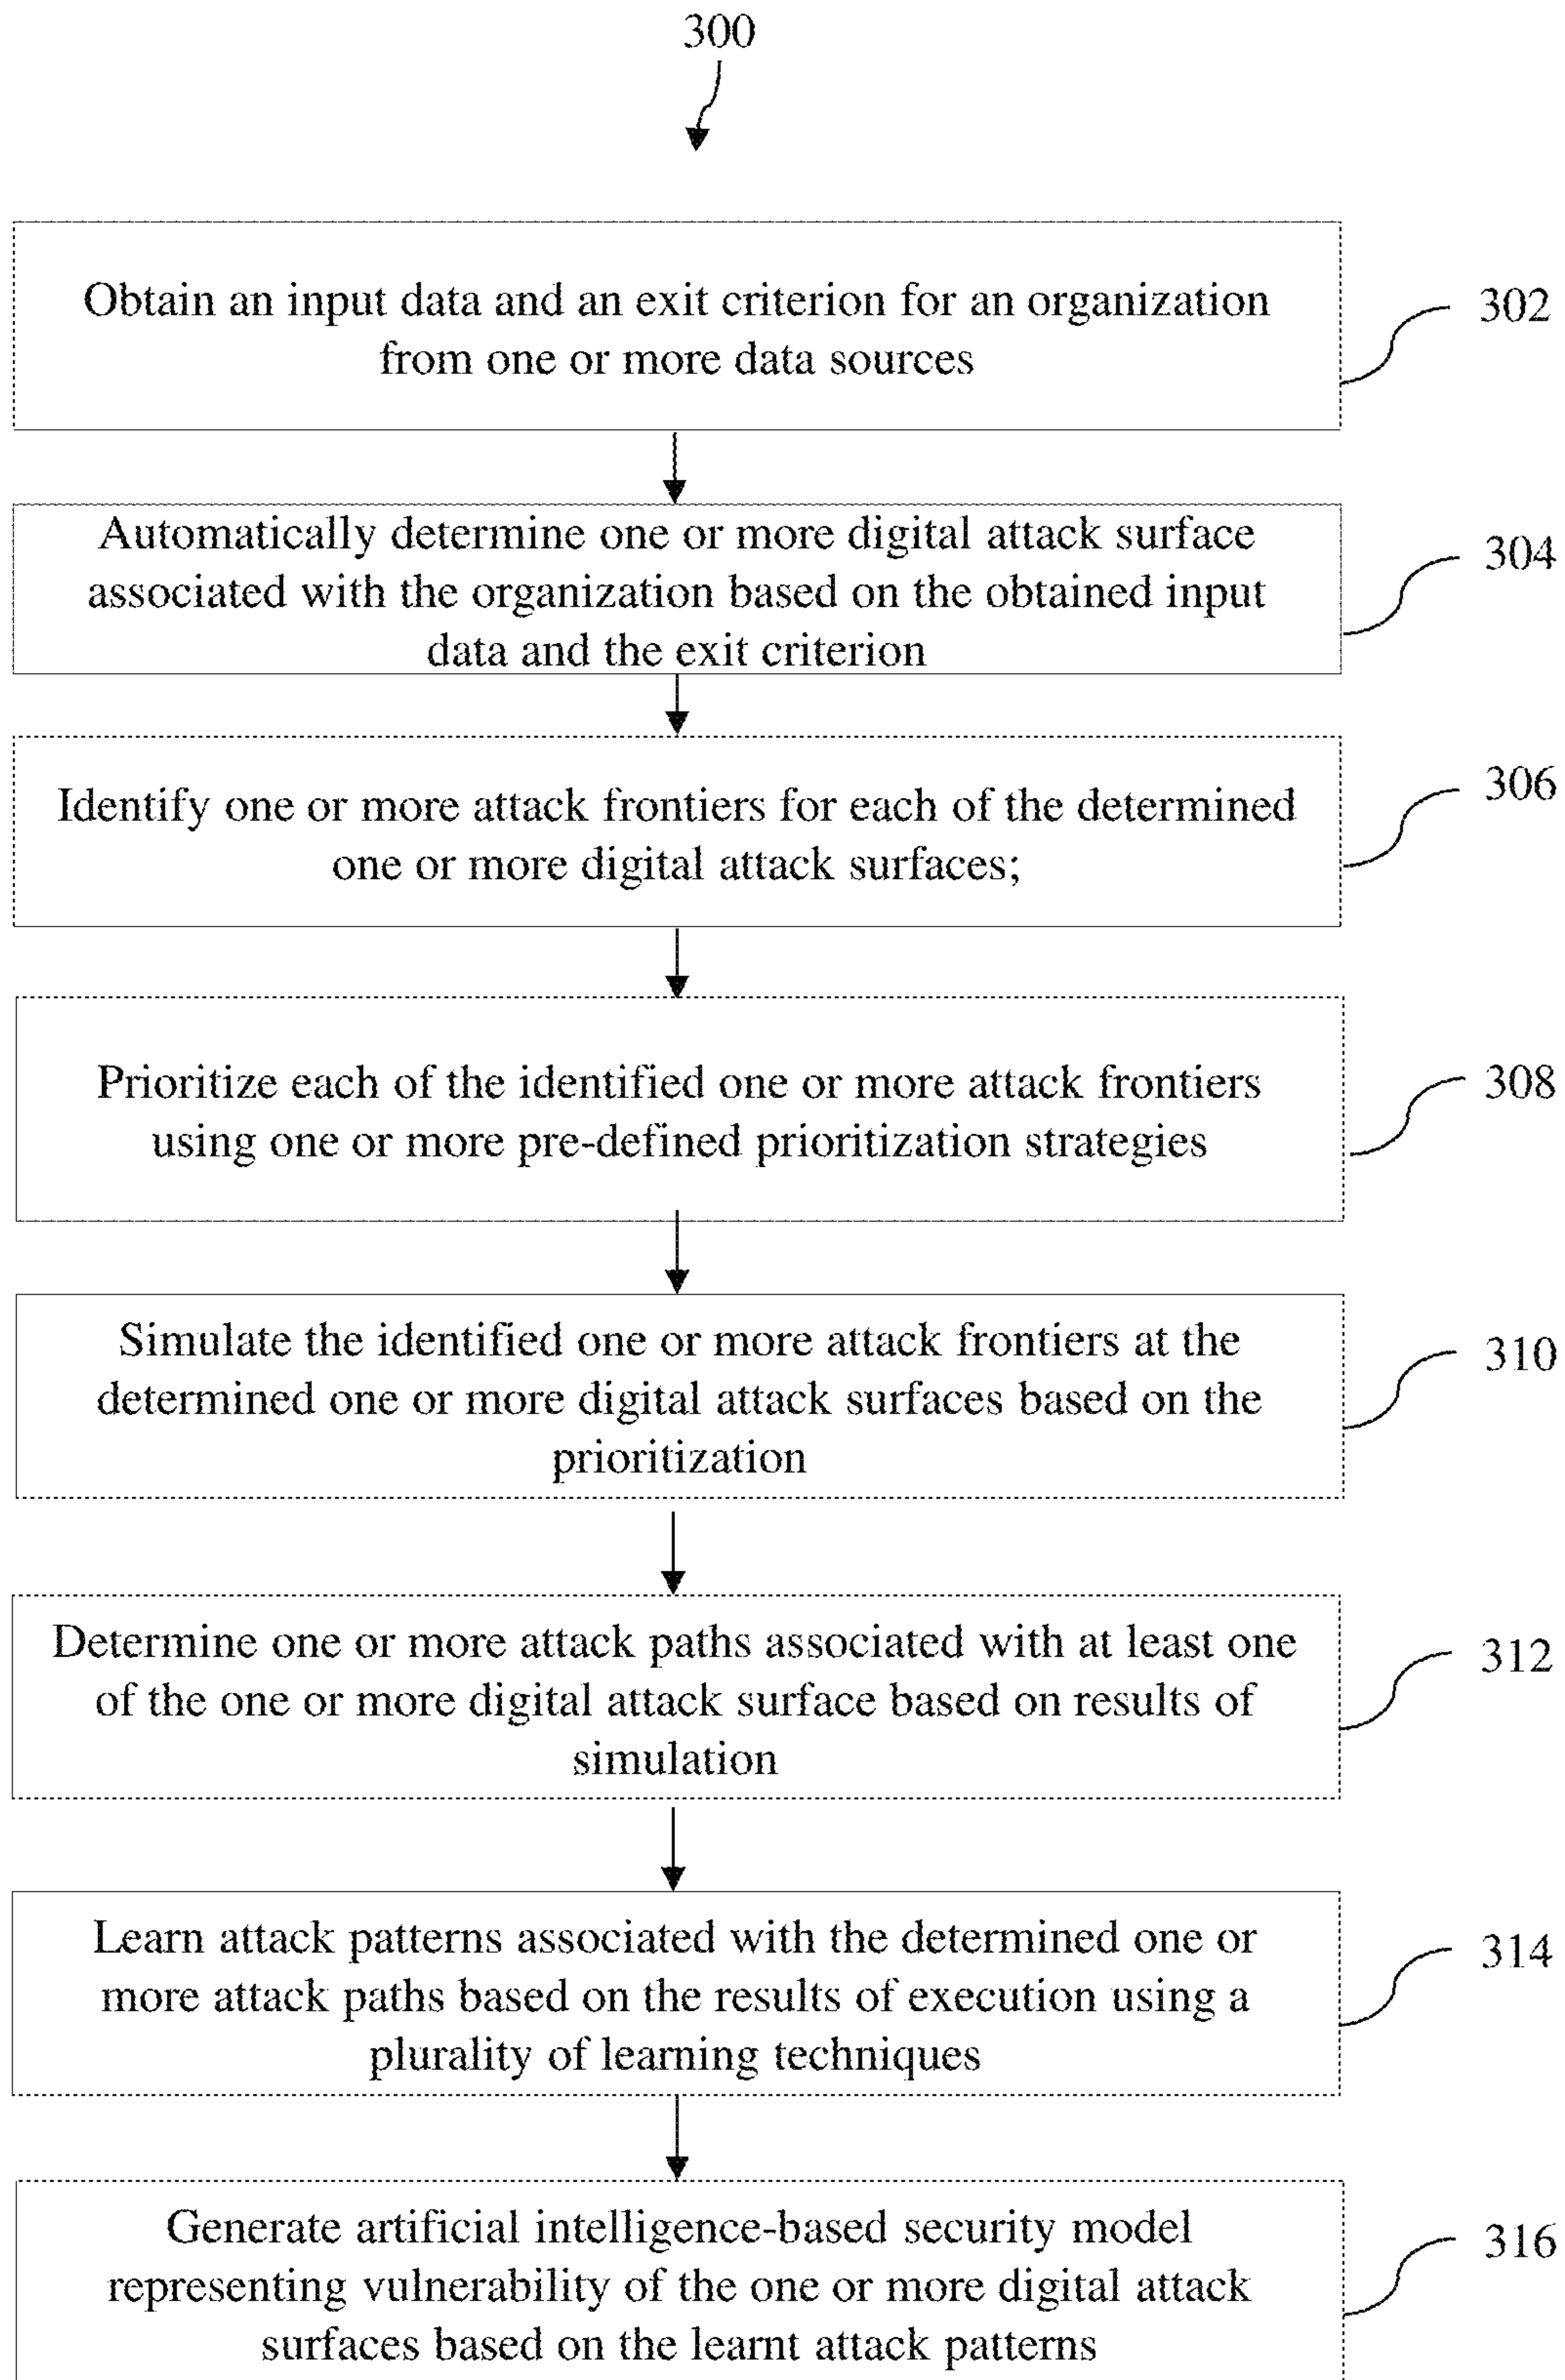 300
Obtain an input data and an exit criterion for an organization
from one or more data sources
302
Automatically determine one or more digital attack surface
associated with the organization based on the obtained input
data and the exit criterion
304
Identify one or more attack frontiers for each of the determined
one or more digital attack surfaces;
306
Prioritize each of the identified one or more attack frontiers
using one or more pre-defined prioritization strategies
308
Simulate the identified one or more attack frontiers at the
determined one or more digital attack surfaces based on the
prioritization
310
Determine one or more attack paths associated with at least one
of the one or more digital attack surface based on results of
simulation
312
Learn attack patterns associated with the determined one or
more attack paths based on the results of execution using a
plurality of learning techniques
314
Generate artificial intelligence-based security model
representing vulnerability of the one or more digital attack
surfaces based on the learnt attack patterns
316